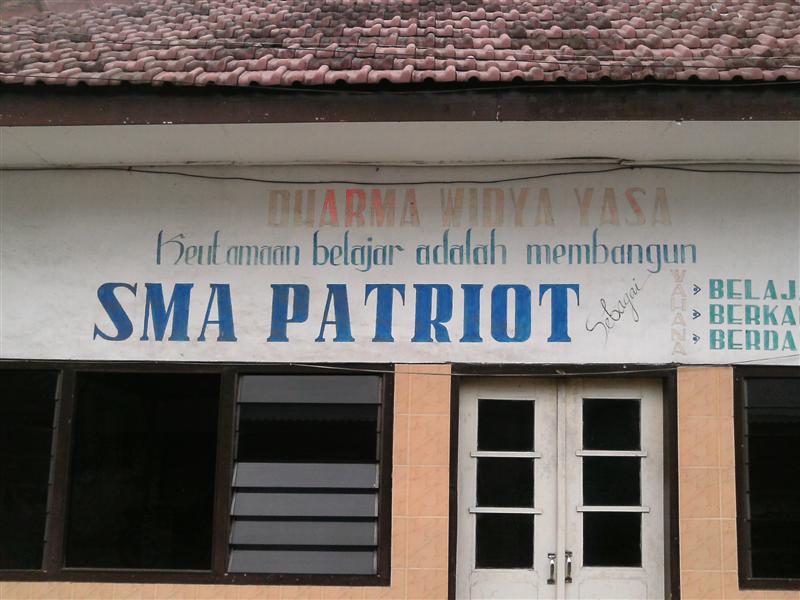 DHARMA WIDYA YASA
Keutamaan belajar adalah membangun
SMA PATRIOT
Sebagai
WAHANA
BELAJ
BERKA
BERDA